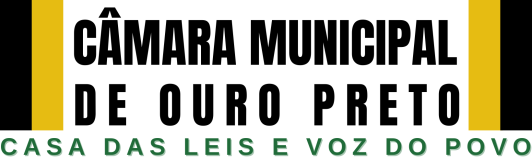 CÂMARA MUNICIPAL
DE OURO PRETO
CASA DAS LEIS E VOZ DO POVO